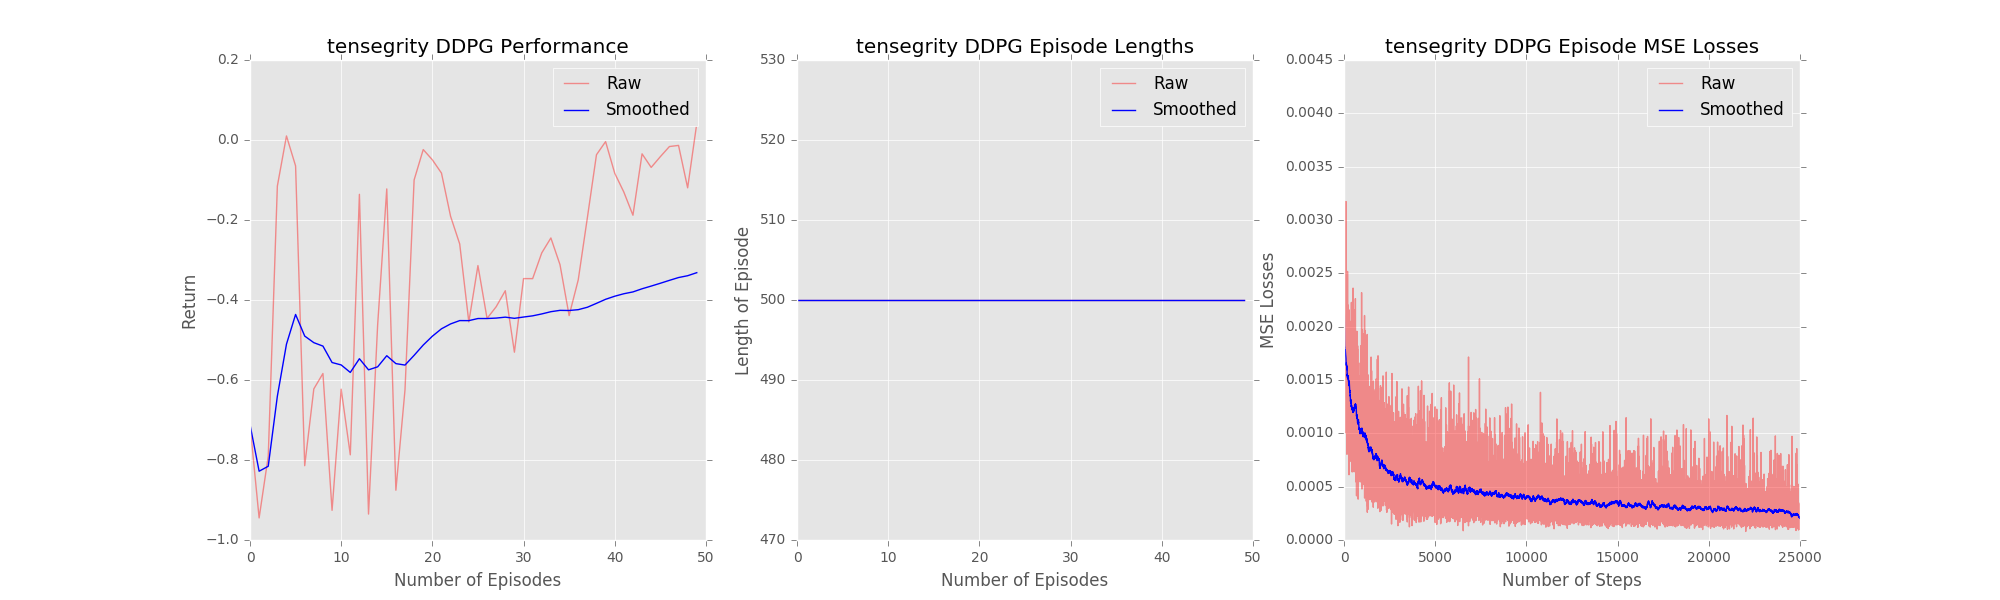 tensegrity DDPG Performance
0.2
0.0
−0.2
−0.4
−0.6
−0.8
−1.0
0 10 20 30 40 50
Return
Number of Episodes
Raw
Smoothed
tensegrity DDPG Episode Lengths
530
520
510
500
490
480
470
0 10 20 30 40 50
Length of Episode
Number of Episodes
Raw
Smoothed
tensegrity DDPG Episode MSE Losses
0.0045
0.0040
0.0035
0.0030
0.0025
0.0020
0.0015
0.0010
0.0005
0.0000
0 5000 10000 15000 20000 25000
MSE Losses
Number of Steps
Raw
Smoothed